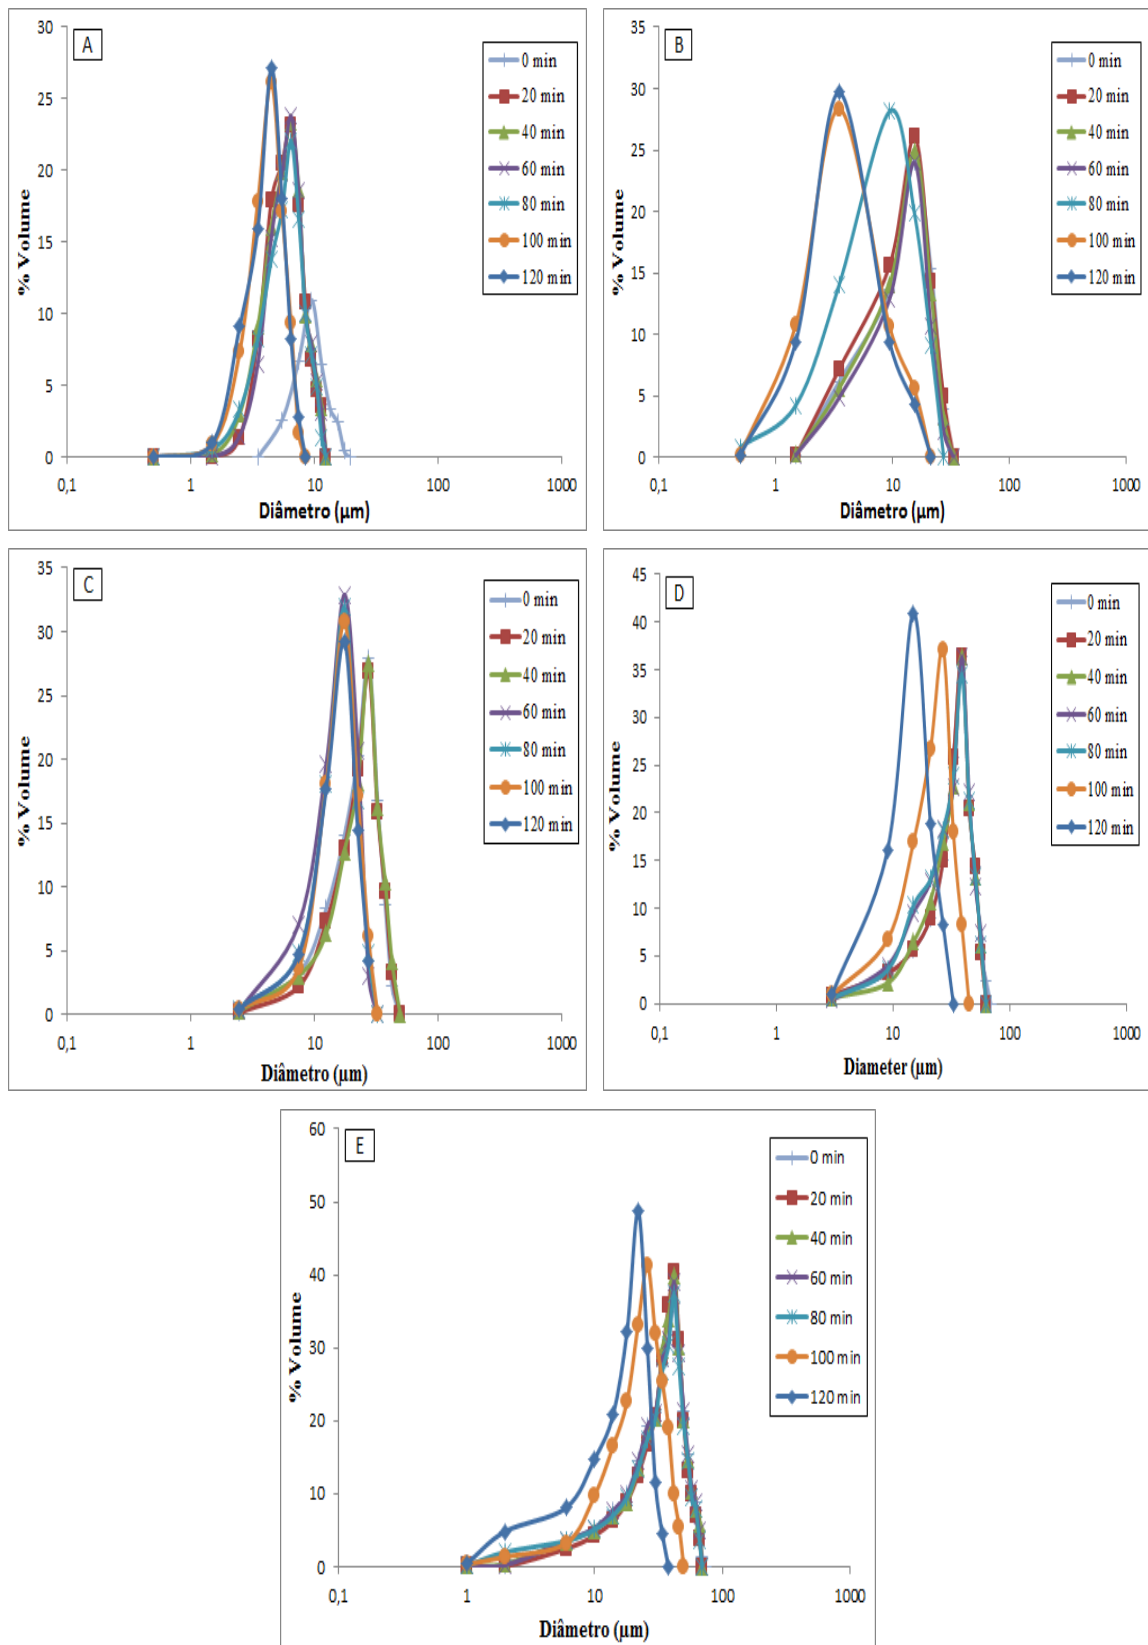 A
% Volume
30
25
20
15
10
5
0
0,1 1 10 100 1000
Diâmetro (µm)
0 min
20 min
40 min
60 min
80 min
100 min
120 min
B
% Volume
35
30
25
20
15
10
5
0
0,1 1 10 100 1000
Diâmetro (µm)
0 min
20 min
40 min
60 min
80 min
100 min
120 min
C
% Volume
35
30
25
20
15
10
5
0
0,1 1 10 100 1000
Diâmetro (µm)
0 min
20 min
40 min
60 min
80 min
100 min
120 min
D
% Volume
45
40
35
30
25
20
15
10
5
0
0,1 1 10 100 1000
Diameter (µm)
0 min
20 min
40 min
60 min
80 min
100 min
120 min
E
% Volume
60
50
40
30
20
10
0
0,1 1 10 100 1000
Diâmetro (µm)
0 min
20 min
40 min
60 min
80 min
100 min
120 min